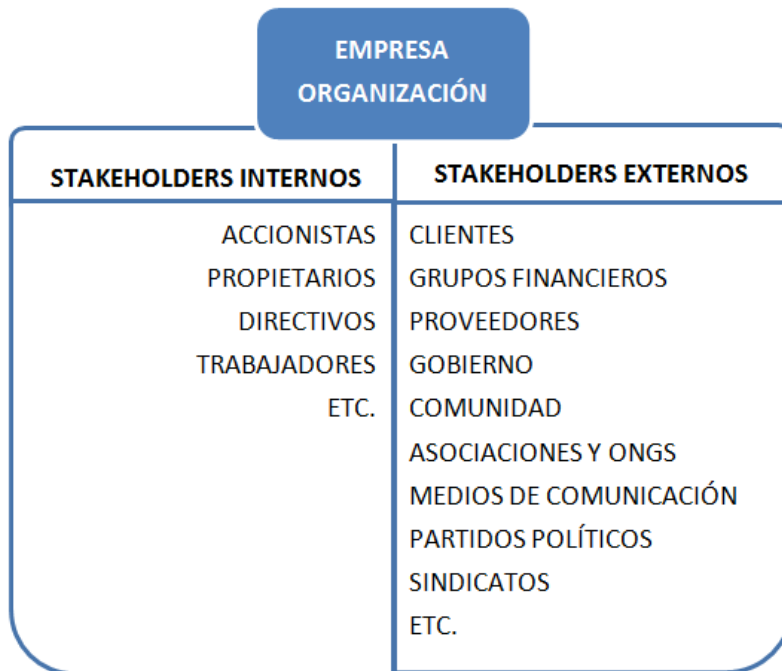 EMPRESA
ORGANIZACIÓN
STAKEHOLDERS INTERNOS
ACCIONISTAS
PROPIETARIOS
DIRECTIVOS
TRABAJADORES
ETC.
STAKEHOLDERS EXTERNOS
CLIENTES
GRUPOS FINANCIEROS
PROVEEDORES
GOBIERNO
COMUNIDAD
ASOCIACIONES Y ONGS
MEDIOS DE COMUNICACIÓN
PARTIDOS POLÍTICOS
SINDICATOS
ETC.